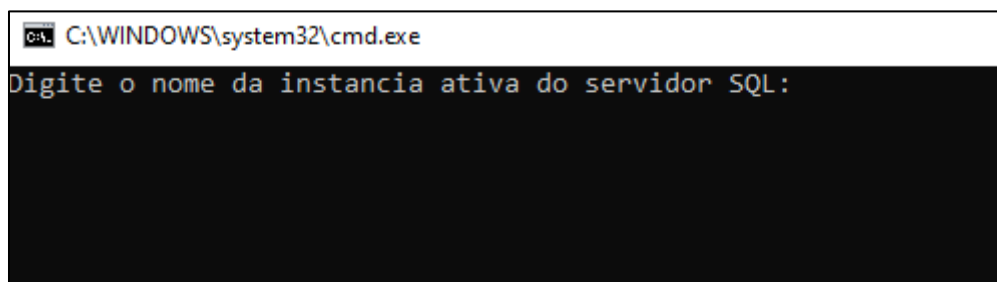 C:\WINDOWS\system32\cmd.exe
Digite o nome da instancia ativa do servidor SQL: